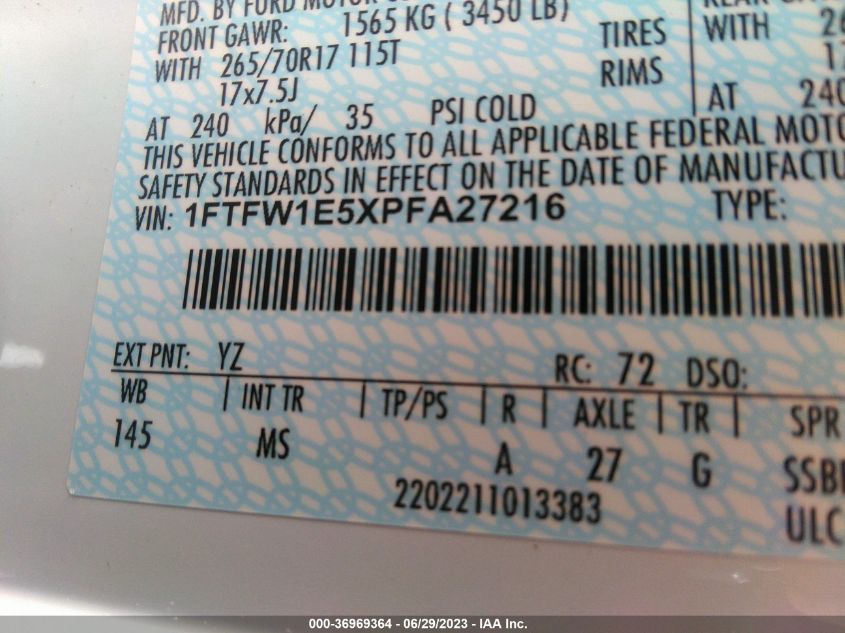 MFD. BY FORD MOTOR
FRONT GAWR: 1565 KG ( 3450 LB)
WITH 265/70R17 115T TIRES WITH
17x7.5J RIMS
AT 240 kPa/ 35 PSI COLD AT 240
THIS VEHICLE CONFORMS TO ALL APPLICABLE FEDERAL
SAFETY STANDARDS IN EFFECT ON THE DATE OF
VIN: 1FTFW1E5XPFA27216 TYPE:
EXT PNT: YZ RC: 72 DSO:
WB INT TR TP/PS R AXLE TR SPR
145 MS A 27 G
2202211013383
000-36969364 - 06/29/2023 - IAA Inc.